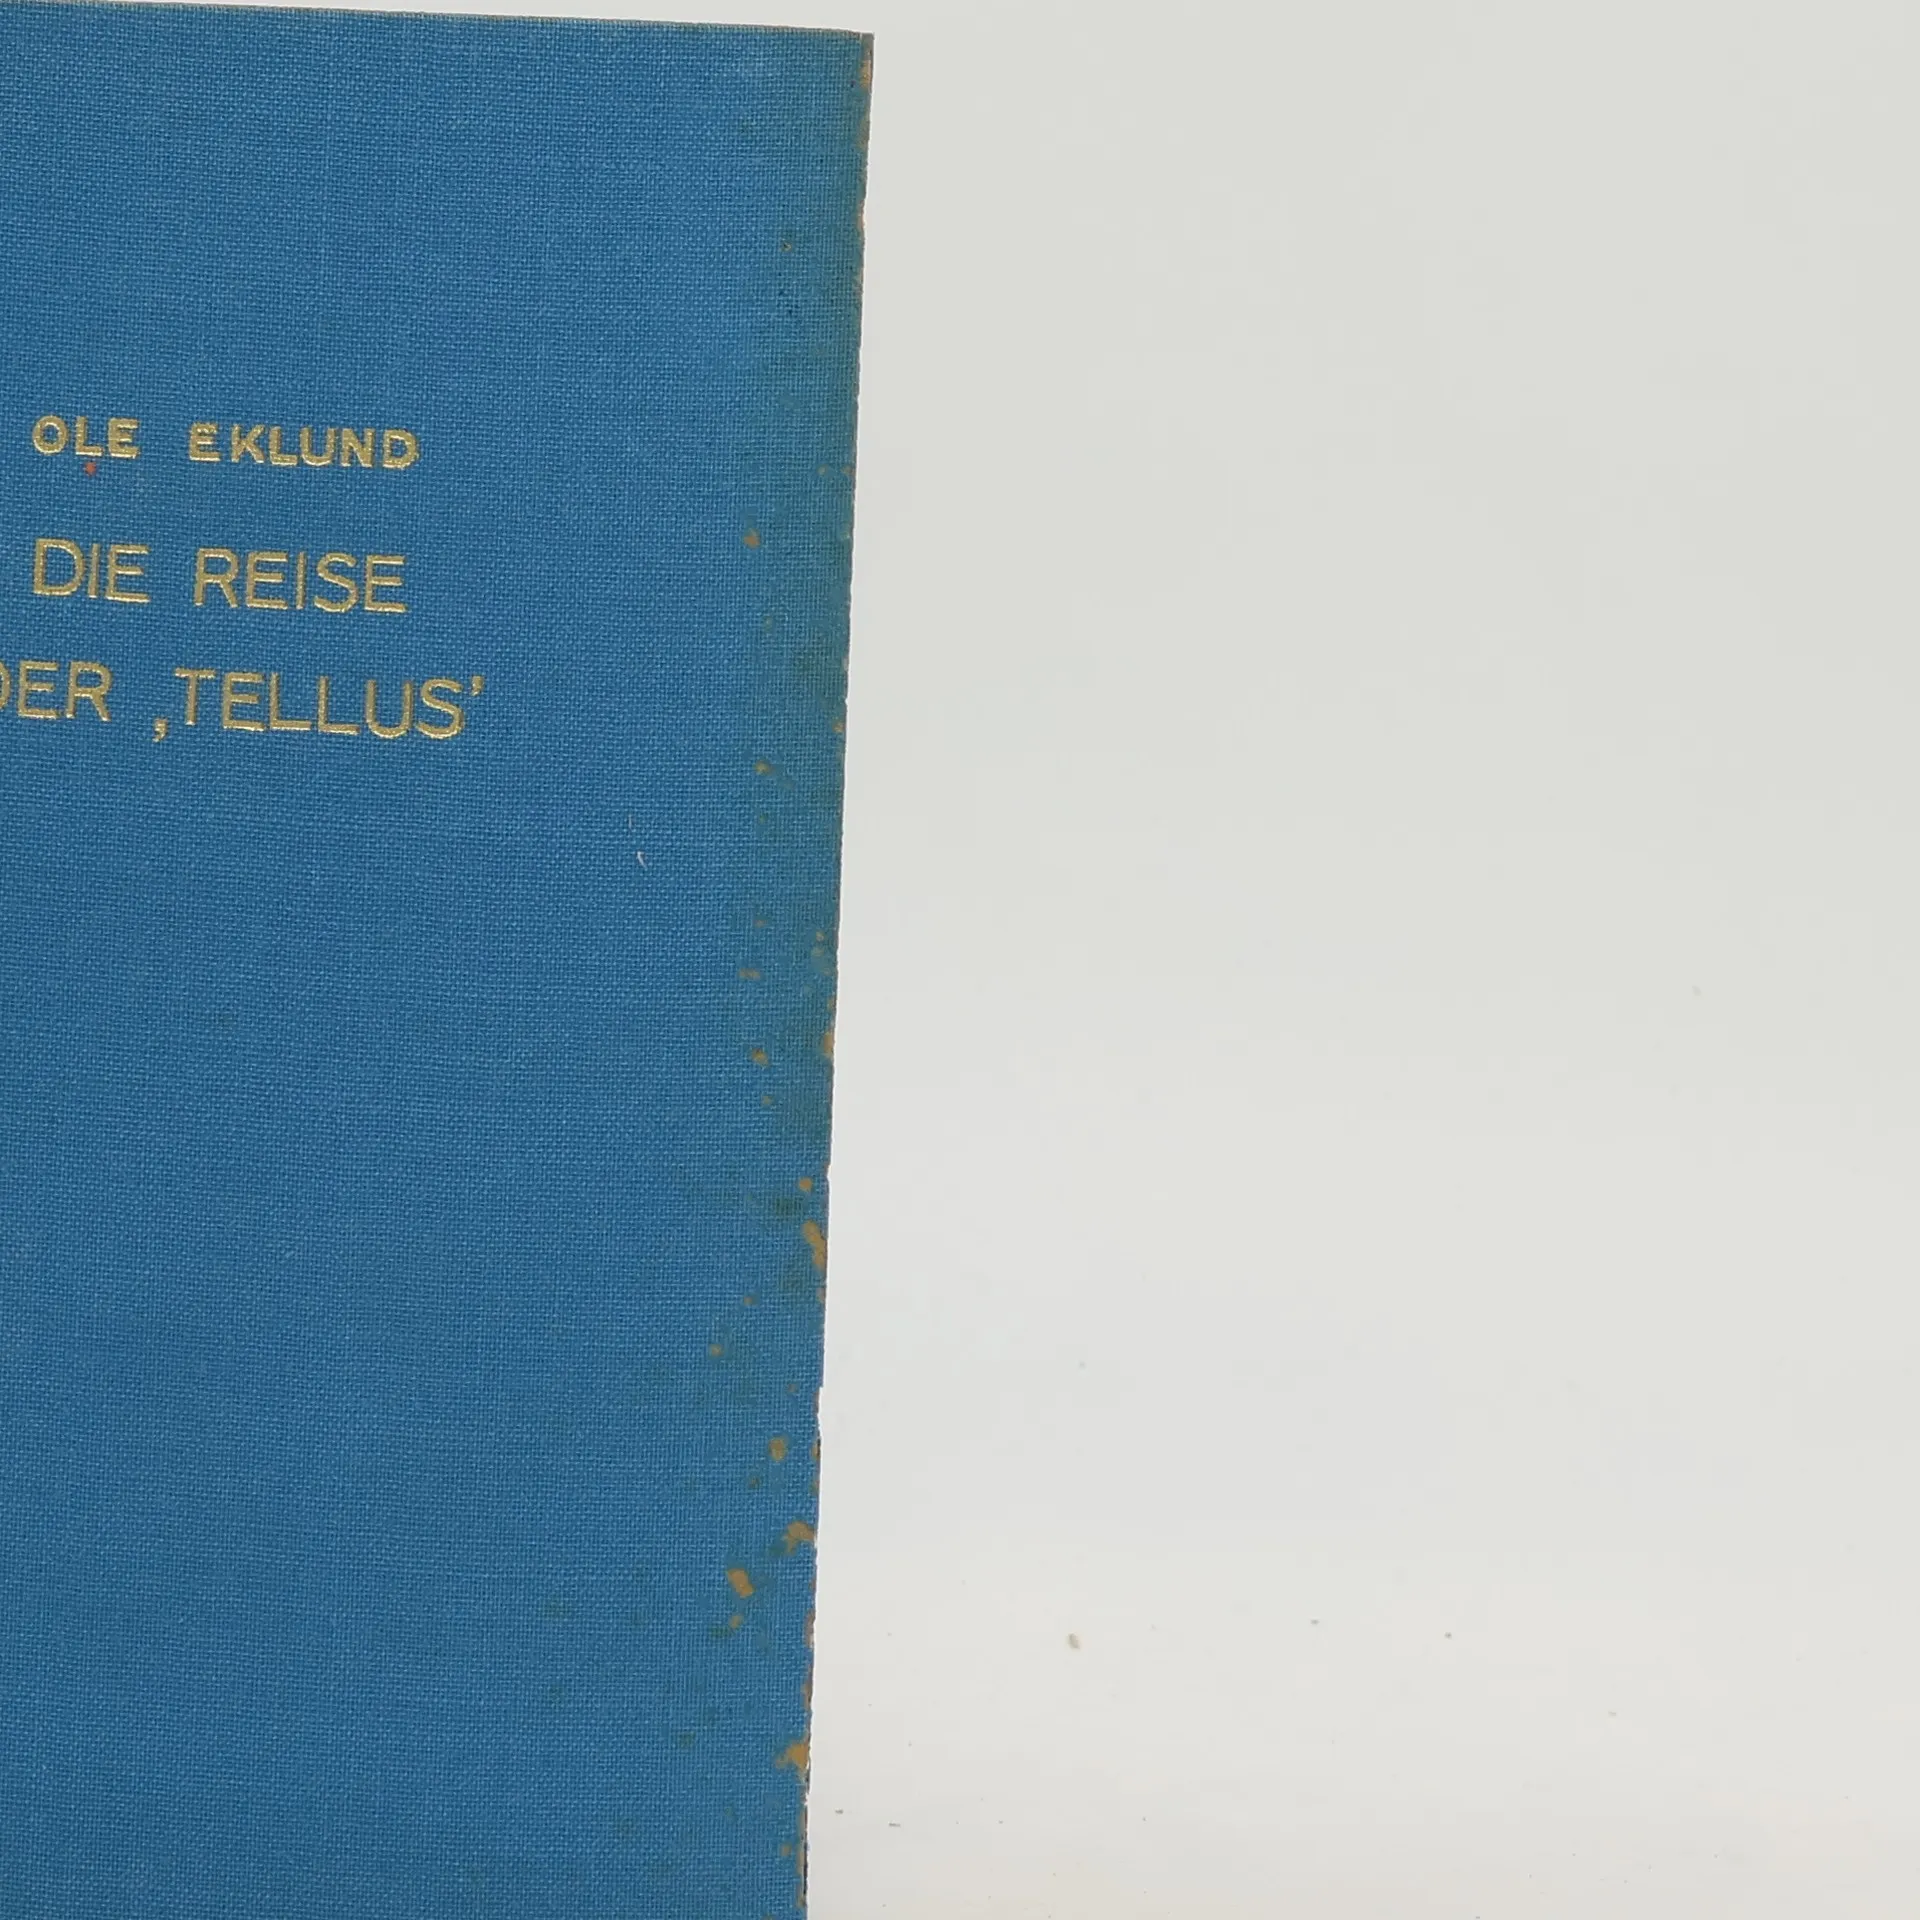 OLE EKLUND
DIE REISE
DER ‚TELLUS’